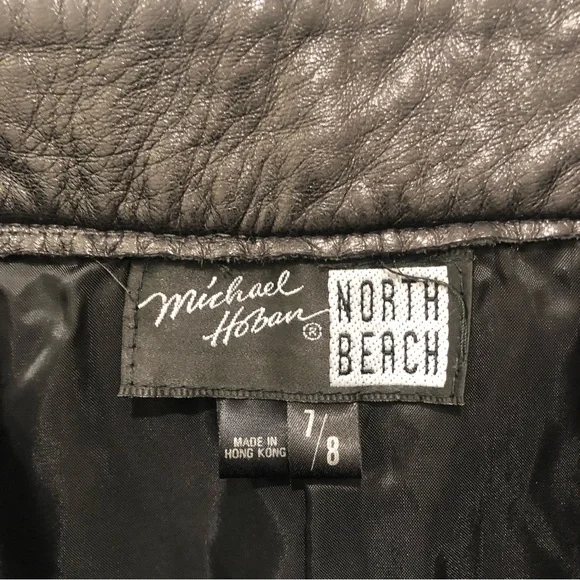 Michael
Hoban®
NORTH
BEACH
MADE IN
HONG KONG
7/8